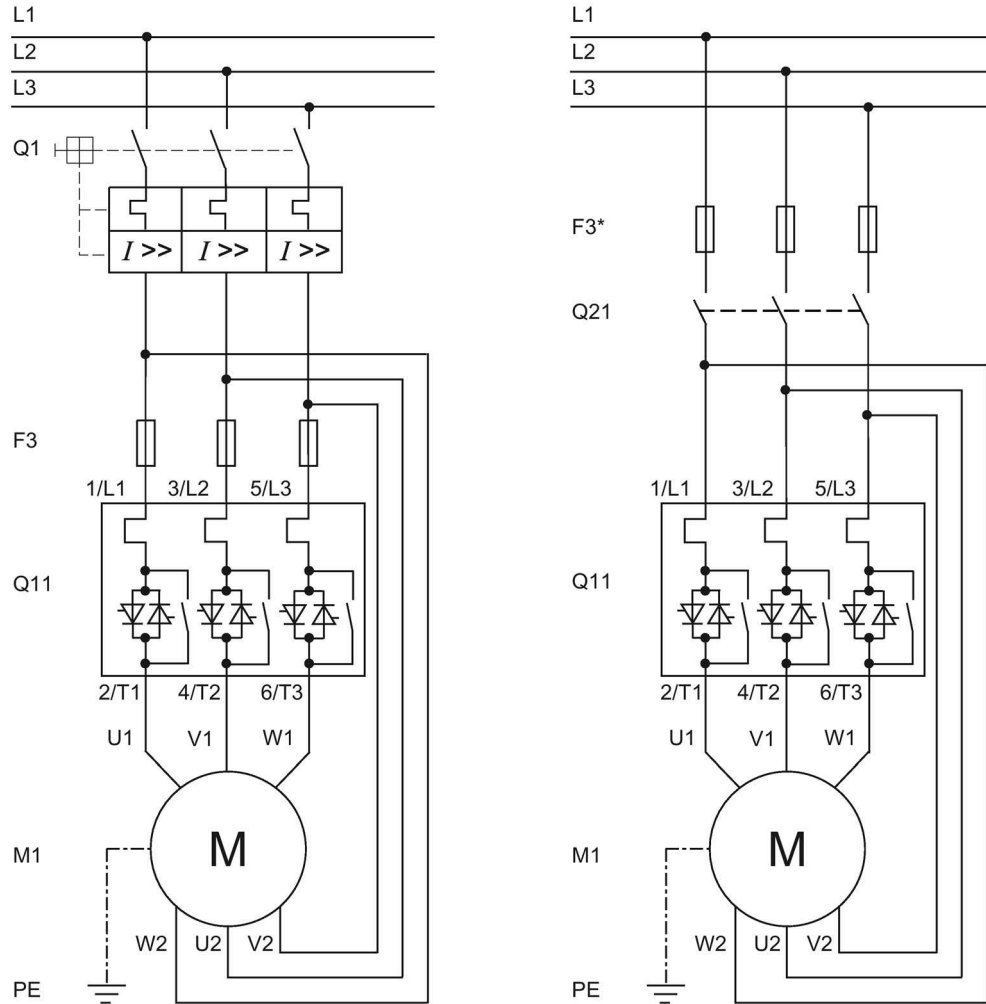 L1
L2
L3
Q1
I >> I >> I >>
F3
1/L1 3/L2 5/L3
Q11
2/T1 4/T2 6/T3
U1 V1 W1
M
M1
W2 U2 V2
PE
L1
L2
L3
F3*
Q21
1/L1 3/L2 5/L3
Q11
2/T1 4/T2 6/T3
U1 V1 W1
M
M1
W2 U2 V2
PE